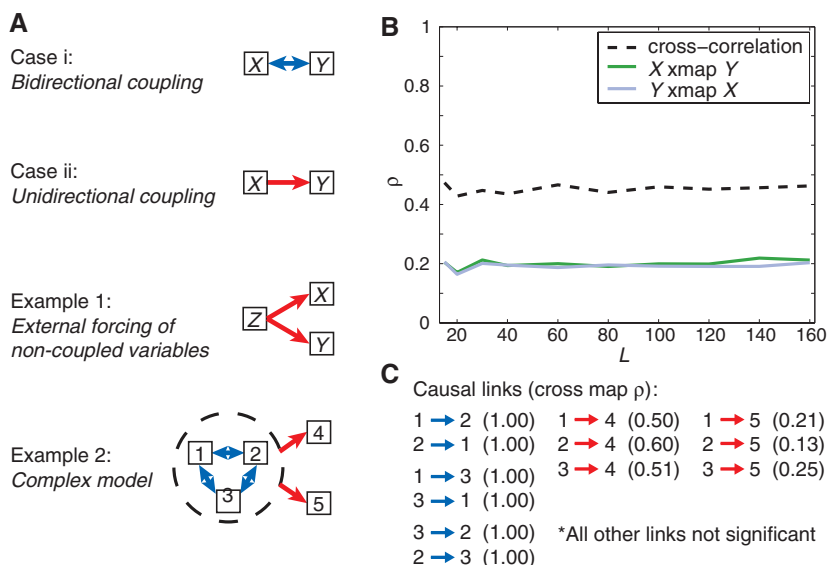 A
Case i:
Bidirectional coupling
X Y
Case ii:
Unidirectional coupling
X Y
Example 1:
External forcing of
non-coupled variables
Z X Y
Example 2:
Complex model
1 2 3 4 5
B
cross-correlation
X xmap Y
Y xmap X
1
0.8
0.6
0.4
0.2
0
ρ
20 40 60 80 100 120 140 160
L
C
Causal links (cross map ρ):
1 → 2 (1.00) 1 → 4 (0.50) 1 → 5 (0.21)
2 → 1 (1.00) 2 → 4 (0.60) 2 → 5 (0.13)
1 → 3 (1.00) 3 → 4 (0.51) 3 → 5 (0.25)
3 → 1 (1.00)
3 → 2 (1.00) *All other links not significant
2 → 3 (1.00)